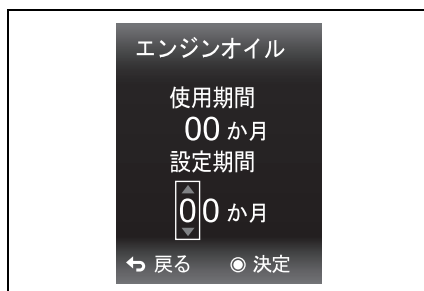 エンジンオイル
使用期間
00 か月
設定期間
00 か月
戻る 決定